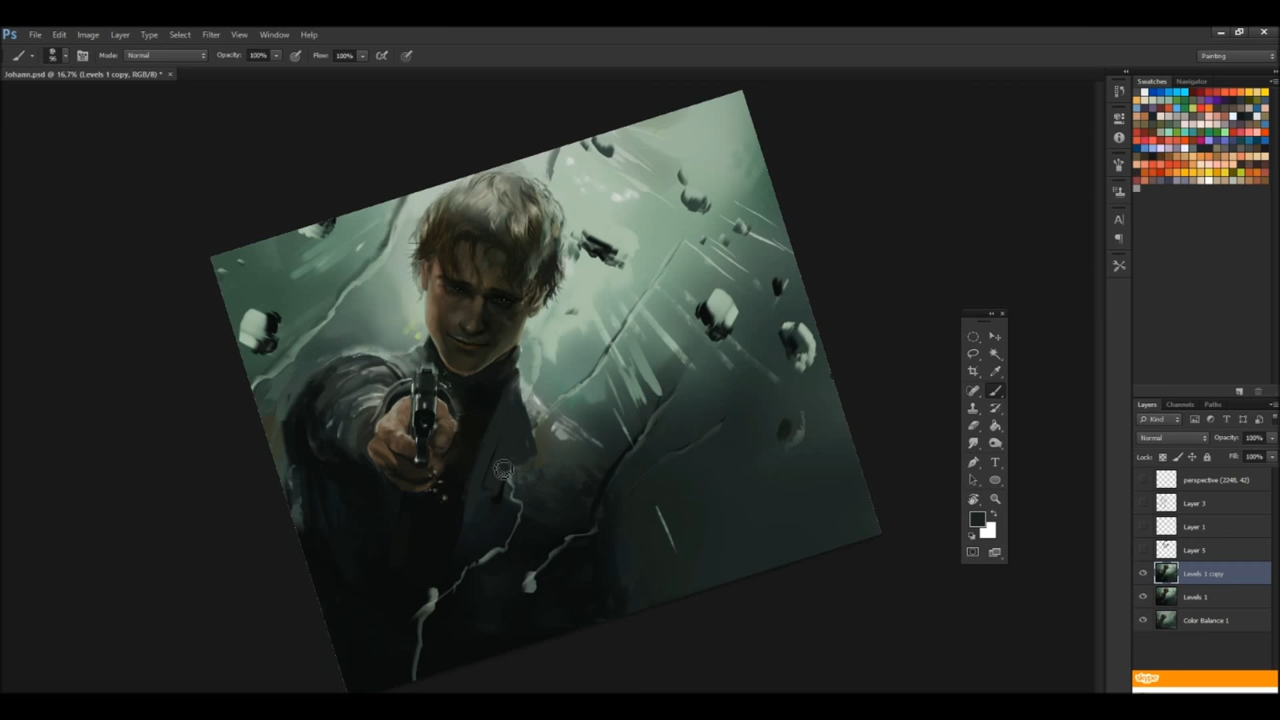 Ps File Edit Image Layer Type Select Filter View Window Help
96 Mode: Normal Opacity: 100% Flow: 100% Painting
Johann.psd @ 16,7% (Levels 1 copy, RGB/8) * ×
Swatches Navigator
Layers Channels Paths
Kind
Normal Opacity: 100%
Lock: Fill: 100%
perspective (2248, 42)
Layer 3
Layer 1
Layer 5
Levels 1 copy
Levels 1
Color Balance 1
skype